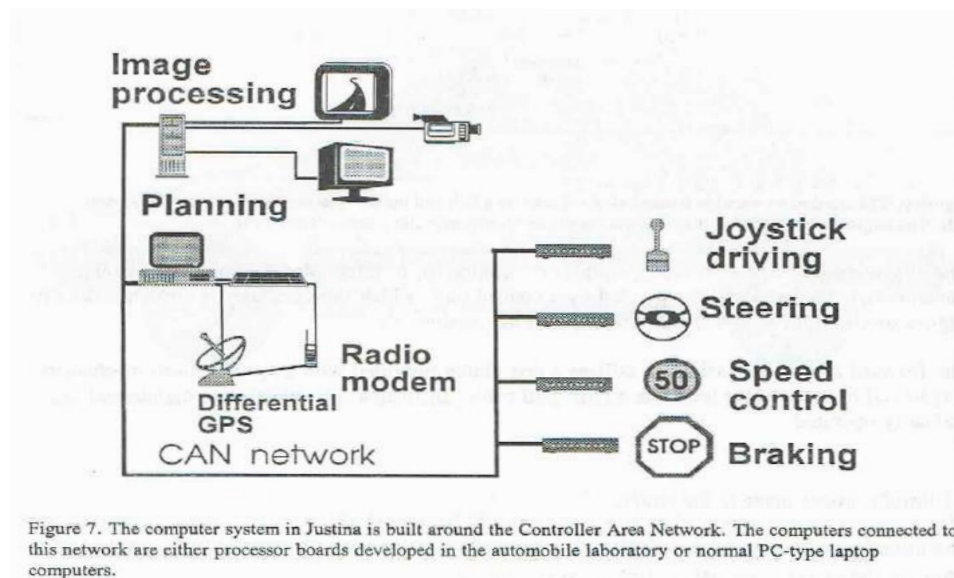 Image
processing
Planning
Joystick
driving
Steering
Radio
modem
Differential
GPS
50
Speed
control
CAN network
STOP
Braking
Figure 7. The computer system in Justina is built around the Controller Area Network. The computers connected to
this network are either processor boards developed in the automobile laboratory or normal PC-type laptop
computers.